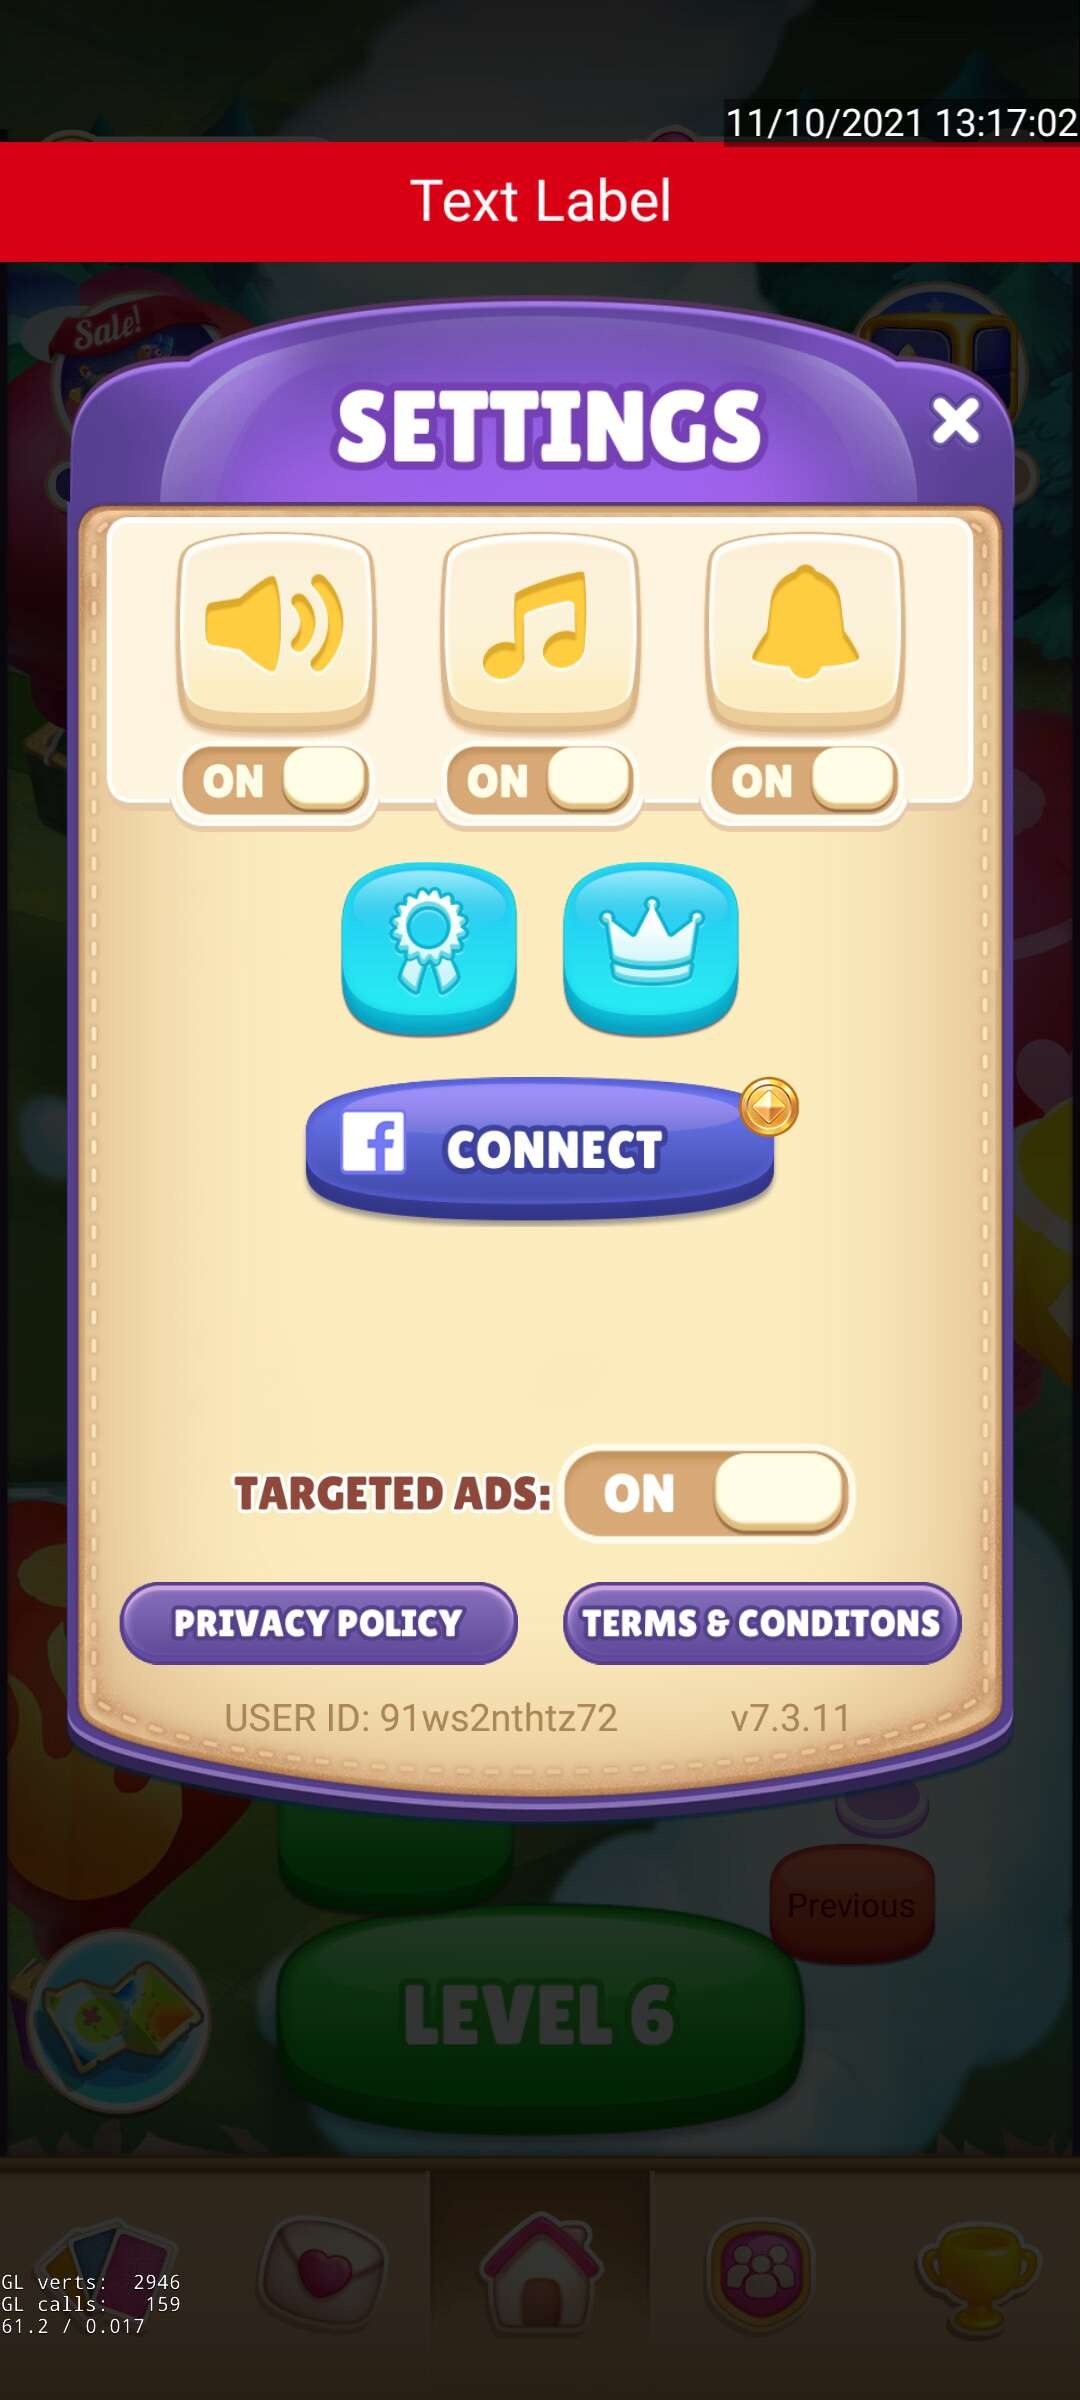 11/10/2021 13:17:02
Text Label
Sale!
SETTINGS
ON ON ON
CONNECT
TARGETED ADS: ON
PRIVACY POLICY TERMS & CONDITONS
USER ID: 91ws2nthtz72 v7.3.11
Previous
LEVEL 6
GL verts: 2946
GL calls: 159
61.2 / 0.017